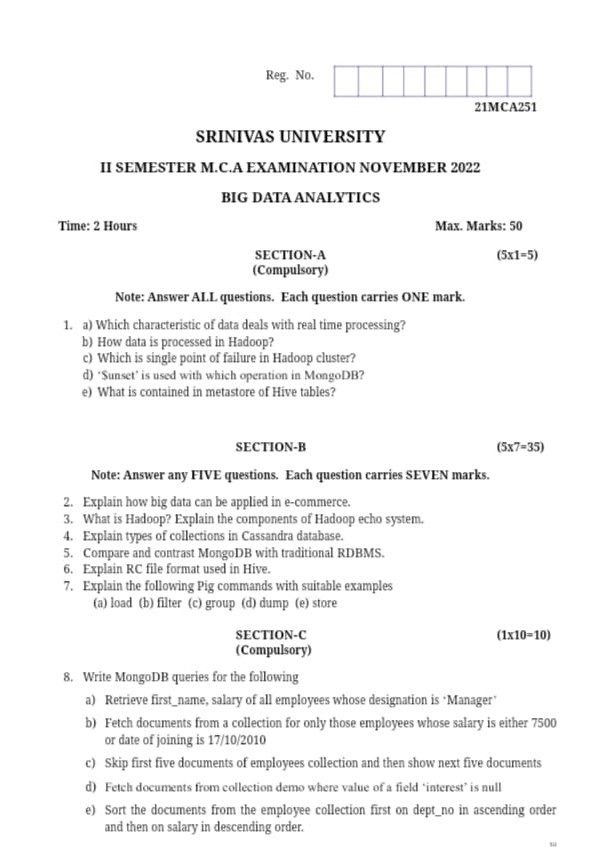 Reg. No.
21MCA251
SRINIVAS UNIVERSITY
II SEMESTER M.C.A EXAMINATION NOVEMBER 2022
BIG DATA ANALYTICS
Time: 2 Hours Max. Marks: 50
SECTION-A (5x1=5)
(Compulsory)
Note: Answer ALL questions. Each question carries ONE mark.
1. a) Which characteristic of data deals with real time processing?
b) How data is processed in Hadoop?
c) Which is single point of failure in Hadoop cluster?
d) ‘$unset’ is used with which operation in MongoDB?
e) What is contained in metastore of Hive tables?
SECTION-B (5x7=35)
Note: Answer any FIVE questions. Each question carries SEVEN marks.
2. Explain how big data can be applied in e-commerce.
3. What is Hadoop? Explain the components of Hadoop echo system.
4. Explain types of collections in Cassandra database.
5. Compare and contrast MongoDB with traditional RDBMS.
6. Explain RC file format used in Hive.
7. Explain the following Pig commands with suitable examples
(a) load (b) filter (c) group (d) dump (e) store
SECTION-C (1x10=10)
(Compulsory)
8. Write MongoDB queries for the following
a) Retrieve first_name, salary of all employees whose designation is ‘Manager’
b) Fetch documents from a collection for only those employees whose salary is either 7500
or date of joining is 17/10/2010
c) Skip first five documents of employees collection and then show next five documents
d) Fetch documents from collection demo where value of a field ‘interest’ is null
e) Sort the documents from the employee collection first on dept_no in ascending order
and then on salary in descending order.